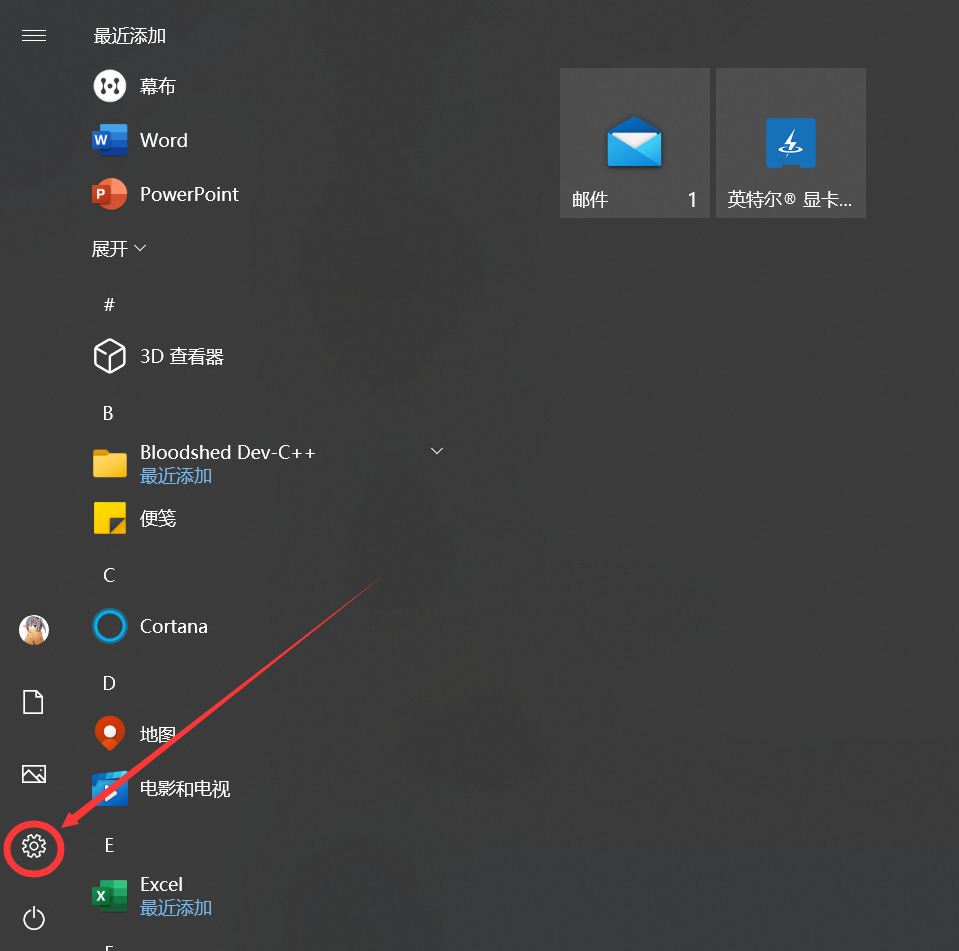 最近添加
幕布
Word
PowerPoint
展开
#
3D 查看器
B
Bloodshed Dev-C++
最近添加
便笺
C
Cortana
D
地图
电影和电视
E
Excel
最近添加
邮件 1
英特尔® 显卡...